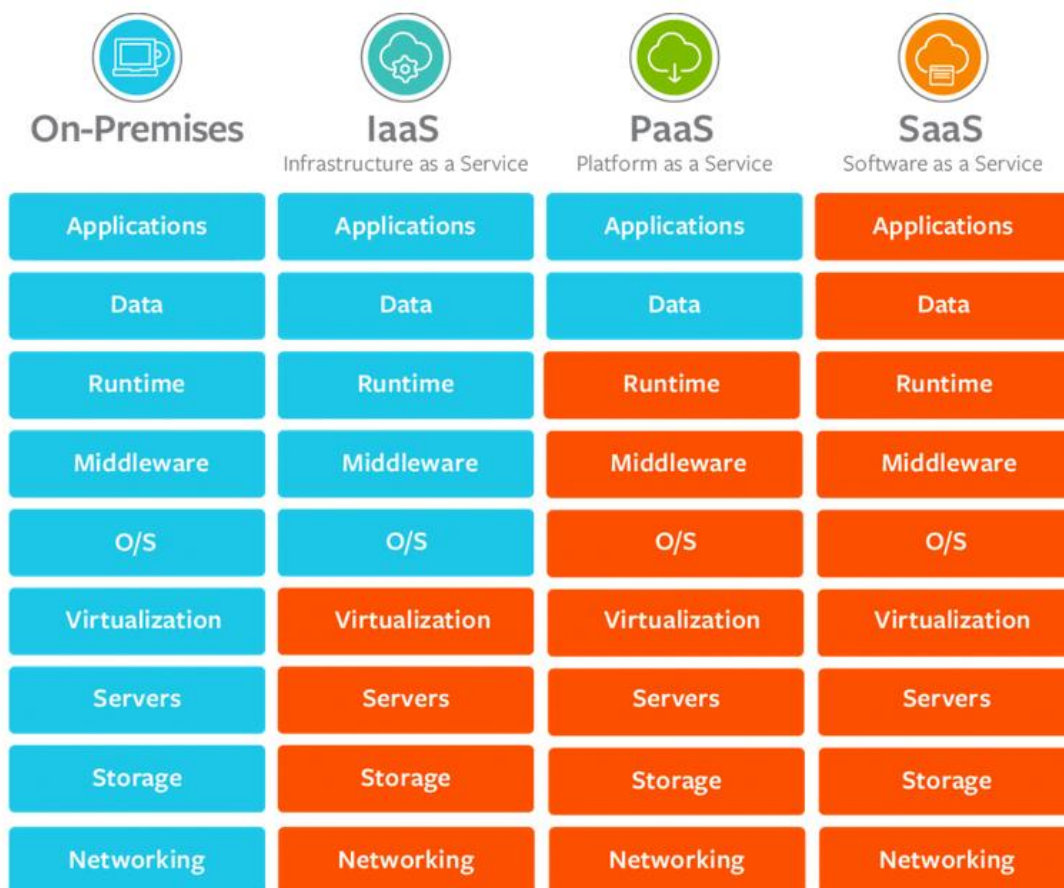 On-Premises IaaS PaaS SaaS
Infrastructure as a Service Platform as a Service Software as a Service
Applications Applications Applications Applications
Data Data Data Data
Runtime Runtime Runtime Runtime
Middleware Middleware Middleware Middleware
O/S O/S O/S O/S
Virtualization Virtualization Virtualization Virtualization
Servers Servers Servers Servers
Storage Storage Storage Storage
Networking Networking Networking Networking